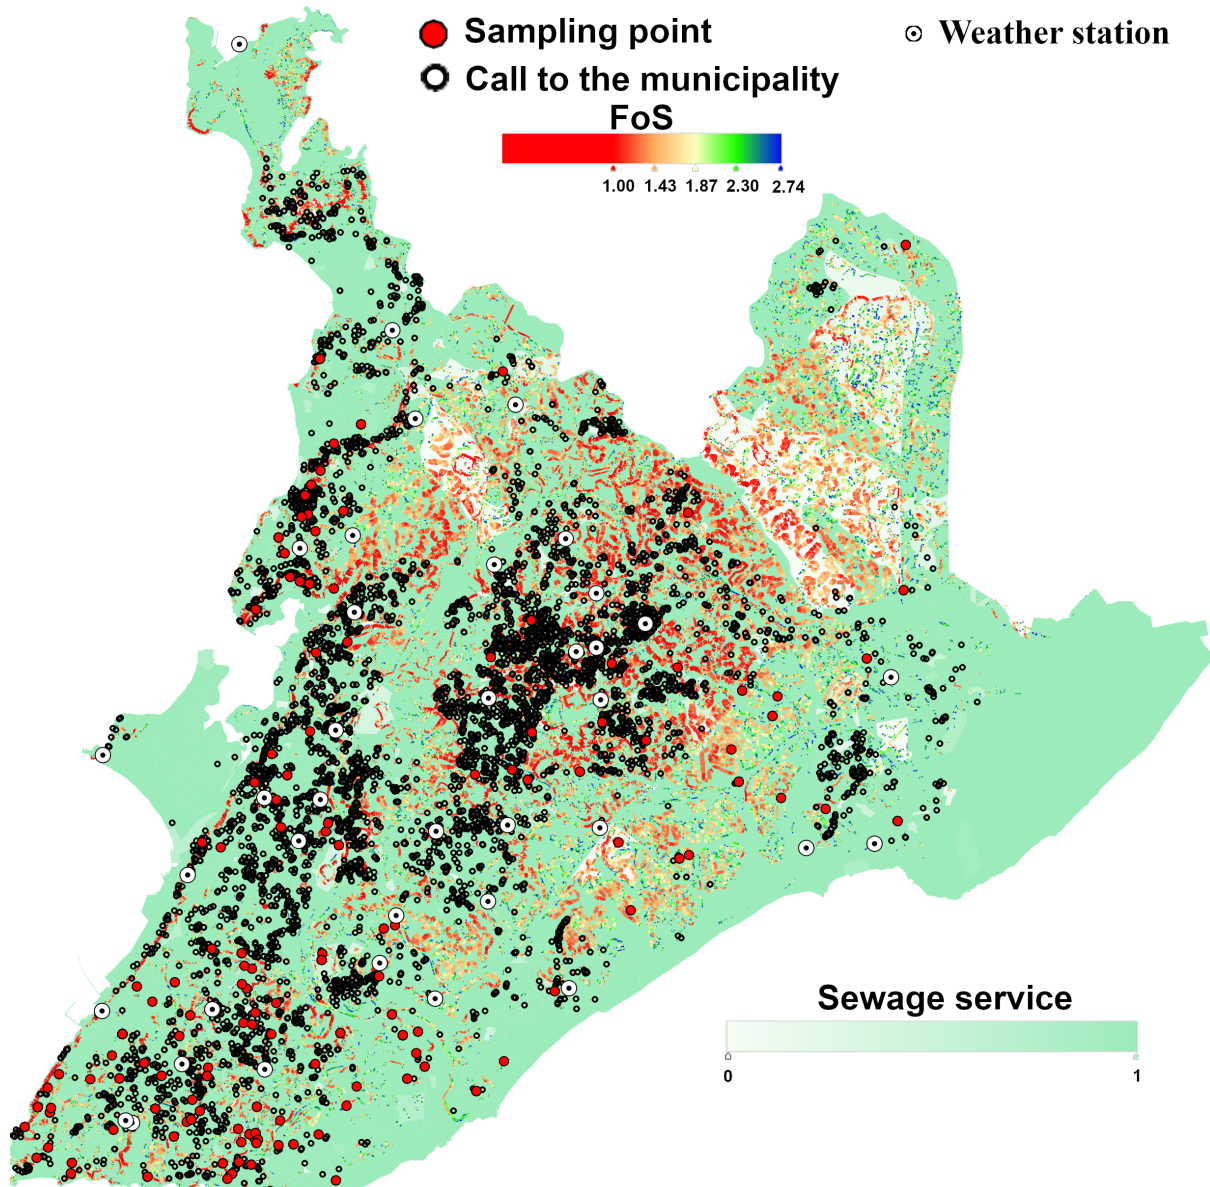 Sampling point
Weather station
Call to the municipality
FoS
1.00 1.43 1.87 2.30 2.74
Sewage service
0 1